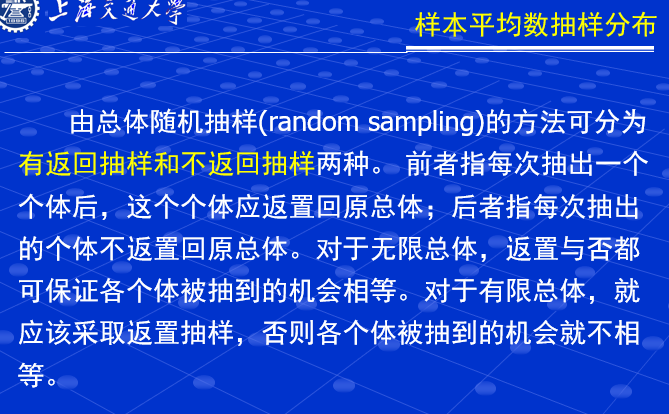 上海交通大學
样本平均数抽样分布
由总体随机抽样(random sampling)的方法可分为
有返回抽样和不返回抽样两种。 前者指每次抽出一个
个体后，这个个体应返置回原总体；后者指每次抽出
的个体不返置回原总体。对于无限总体，返置与否都
可保证各个体被抽到的机会相等。对于有限总体，就
应该采取返置抽样，否则各个体被抽到的机会就不相
等。